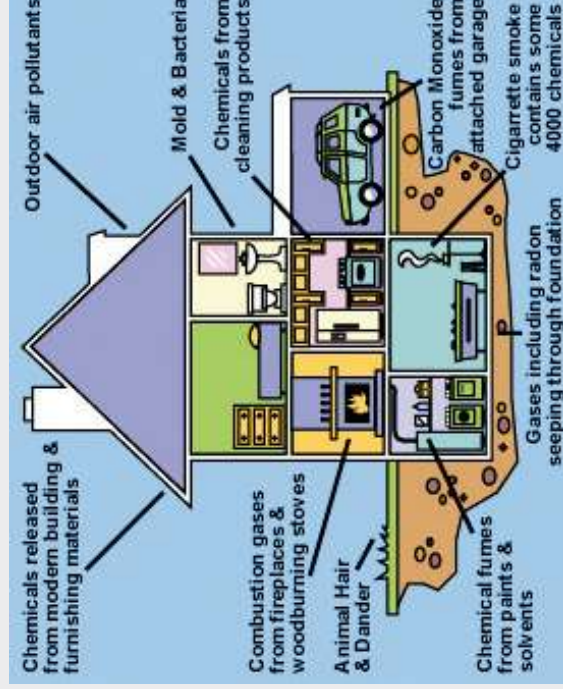 Chemicals released
from modern building &
furnishing materials
Outdoor air pollutants
Mold & Bacteria
Chemicals from
cleaning products
Combustion gases
from fireplaces &
woodburning stoves
Animal Hair
& Dander
Carbon Monoxide
fumes from
attached garage
Chemical fumes
from paints &
solvents
Gases including radon
seeping through foundation
Cigarrette smoke
contains some
4000 chemicals